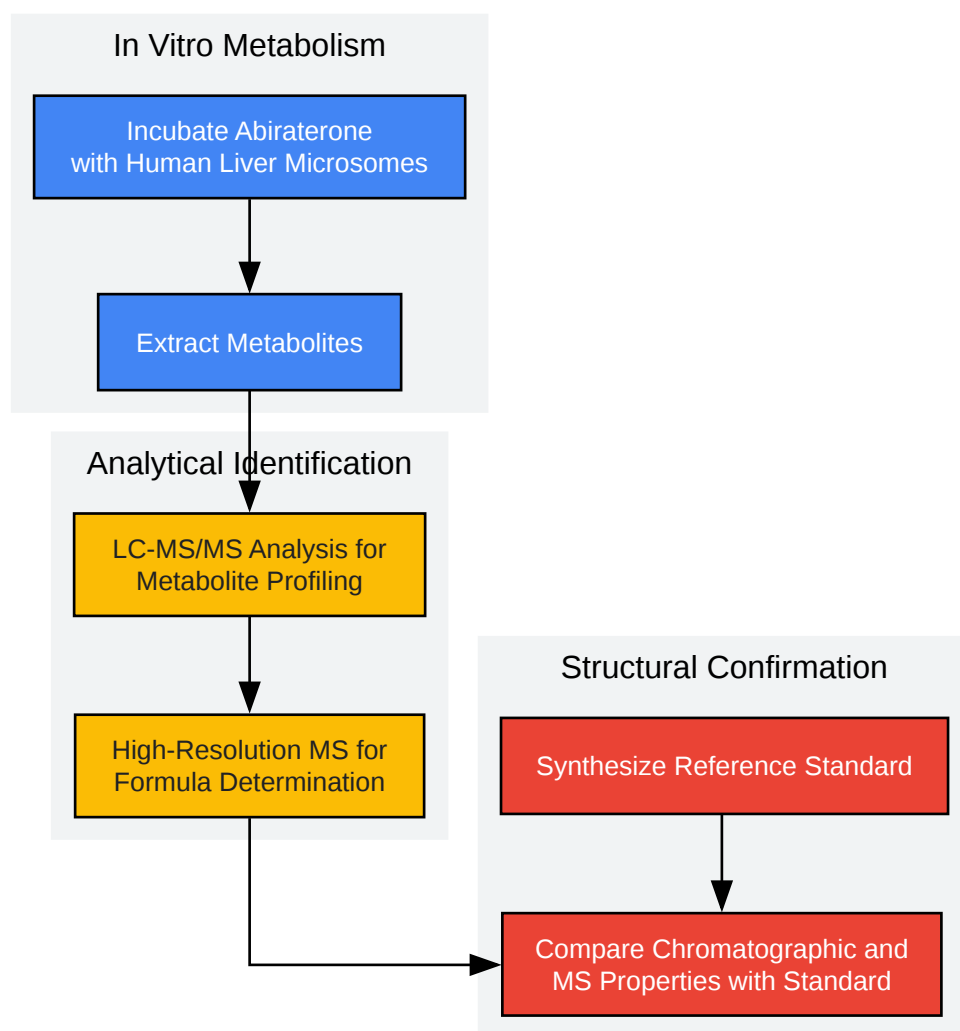 In Vitro Metabolism
Incubate Abiraterone
with Human Liver Microsomes
Extract Metabolites
Analytical Identification
LC-MS/MS Analysis for
Metabolite Profiling
High-Resolution MS for
Formula Determination
Structural Confirmation
Synthesize Reference Standard
Compare Chromatographic and
MS Properties with Standard